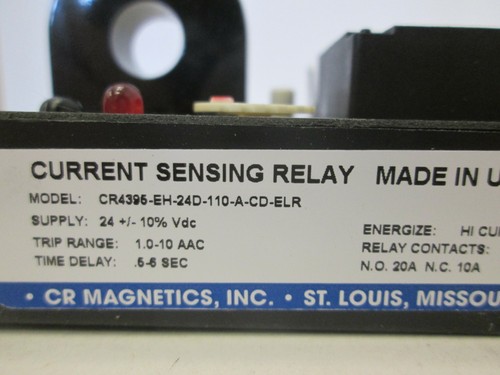 CURRENT SENSING RELAY MADE IN U
MODEL: CR4395-EH-24D-110-A-CD-ELR
SUPPLY: 24 +/- 10% Vdc
TRIP RANGE: 1.0-10 AAC
TIME DELAY: .5-6 SEC
ENERGIZE: HI CU
RELAY CONTACTS:
N.O. 20A N.C. 10A
• CR MAGNETICS, INC. • ST. LOUIS, MISSOU